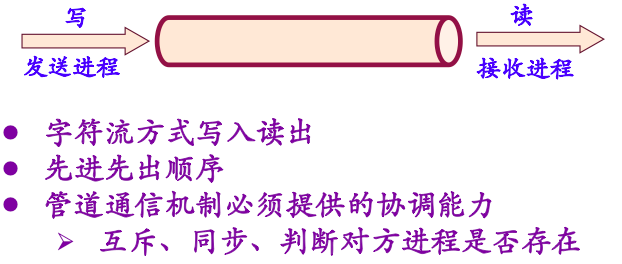 写
读
发送进程
接收进程
字符流方式写入读出
先进先出顺序
管道通信机制必须提供的协调能力
互斥、同步、判断对方进程是否存在